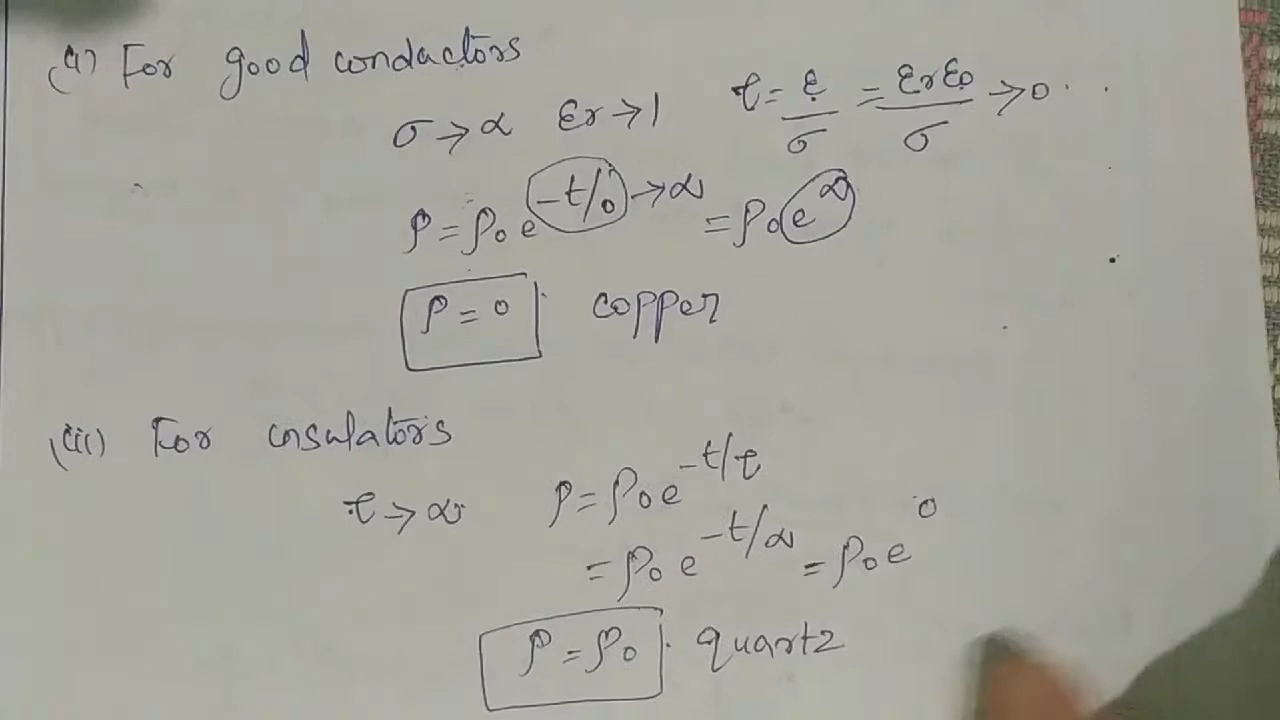 (i) For good conductors
σ → ∝ εr → 1 τ = ε/σ = εrε0/σ → 0
ρ = ρ0 e^(-t/0) → ∝ = ρ0 e^∝
ρ = 0 copper
(ii) For insulators
τ → ∝ ρ = ρ0 e^(-t/τ)
= ρ0 e^(-t/∝) = ρ0 e^0
ρ = ρ0 . quartz